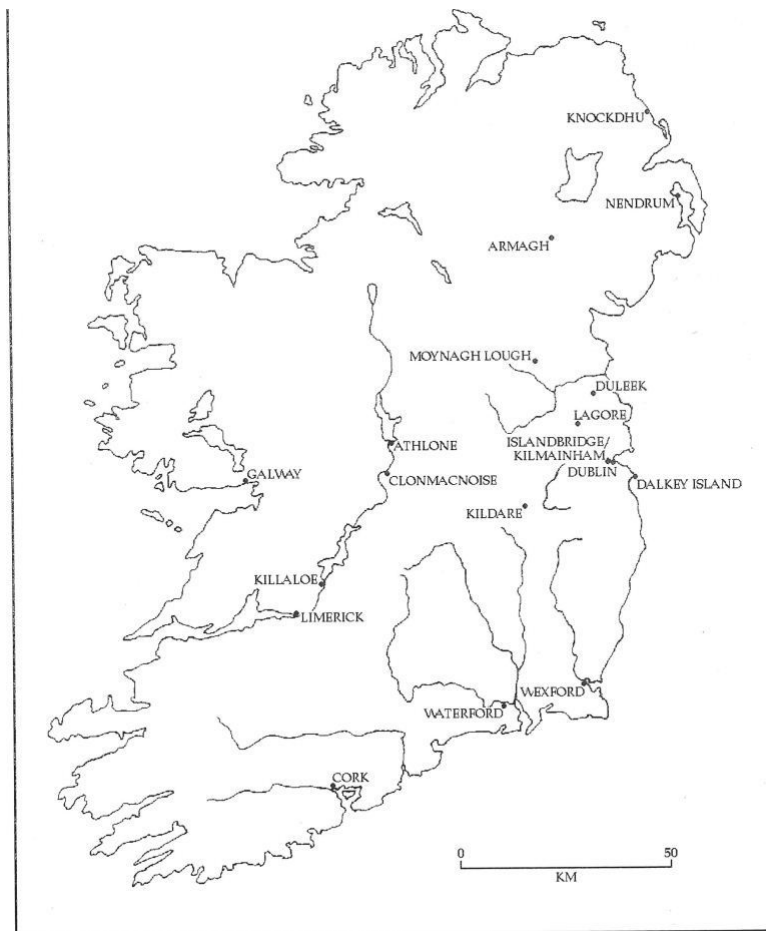 KNOCKDHU
NENDRUM
ARMAGH
MOYNAGH LOUGH
DULEEK
LAGORE
ISLANDBRIDGE/
KILMAINHAM
DUBLIN
DALKEY ISLAND
ATHLONE
CLONMACNOISE
GALWAY
KILDARE
KILLALOE
LIMERICK
WEXFORD
WATERFORD
CORK
0 50
KM